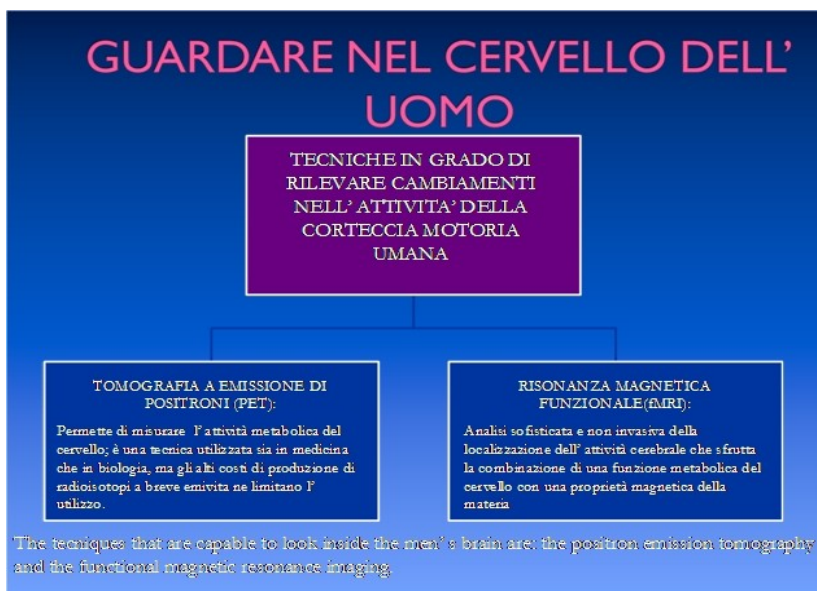 GUARDARE NEL CERVELLO DELL'
UOMO
TECNICHE IN GRADO DI
RILEVARE CAMBIAMENTI
NELL' ATTIVITA' DELLA
CORTECCIA MOTORIA
UMANA
TOMOGRAFIA A EMISSIONE DI
POSITRONI (PET):
Permette di misurare l' attività metabolica del
cervello; è una tecnica utilizzata sia in medicina
che in biologia, ma gli alti costi di produzione di
radioisotopi a breve emivita ne limitano l'
utilizzo.
RISONANZA MAGNETICA
FUNZIONALE(fMRI):
Analisi sofisticata e non invasiva della
localizzazione dell' attività cerebrale che sfrutta
la combinazione di una funzione metabolica del
cervello con una proprietà magnetica della
materia
The tecniques that are capable to look inside the men' s brain are: the positron emission tomography
and the functional magnetic resonance imaging.